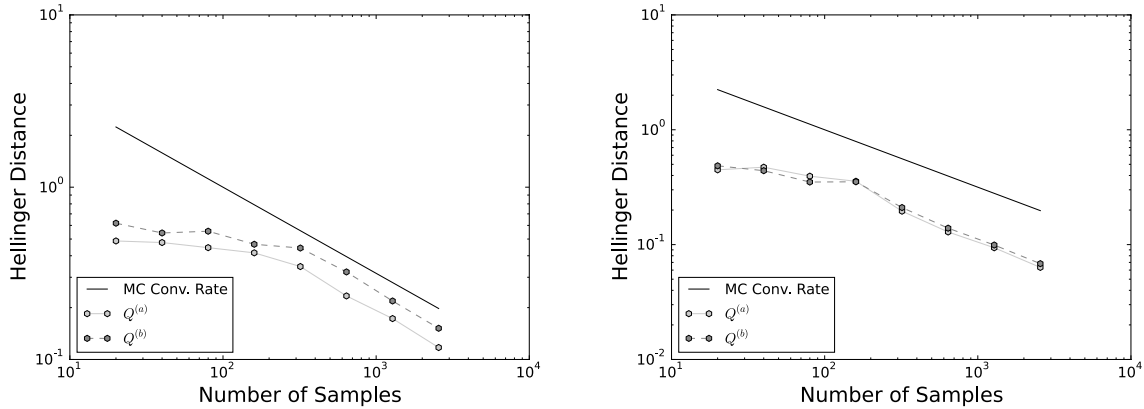 10^1
10^0
10^-1
Hellinger Distance
MC Conv. Rate
Q^(a)
Q^(b)
10^1 10^2 10^3 10^4
Number of Samples
10^1
10^0
10^-1
10^-2
Hellinger Distance
MC Conv. Rate
Q^(a)
Q^(b)
10^1 10^2 10^3 10^4
Number of Samples